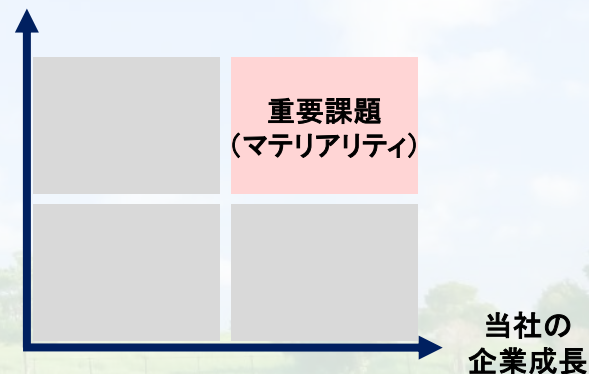 重要課題
（マテリアリティ）
当社の
企業成長